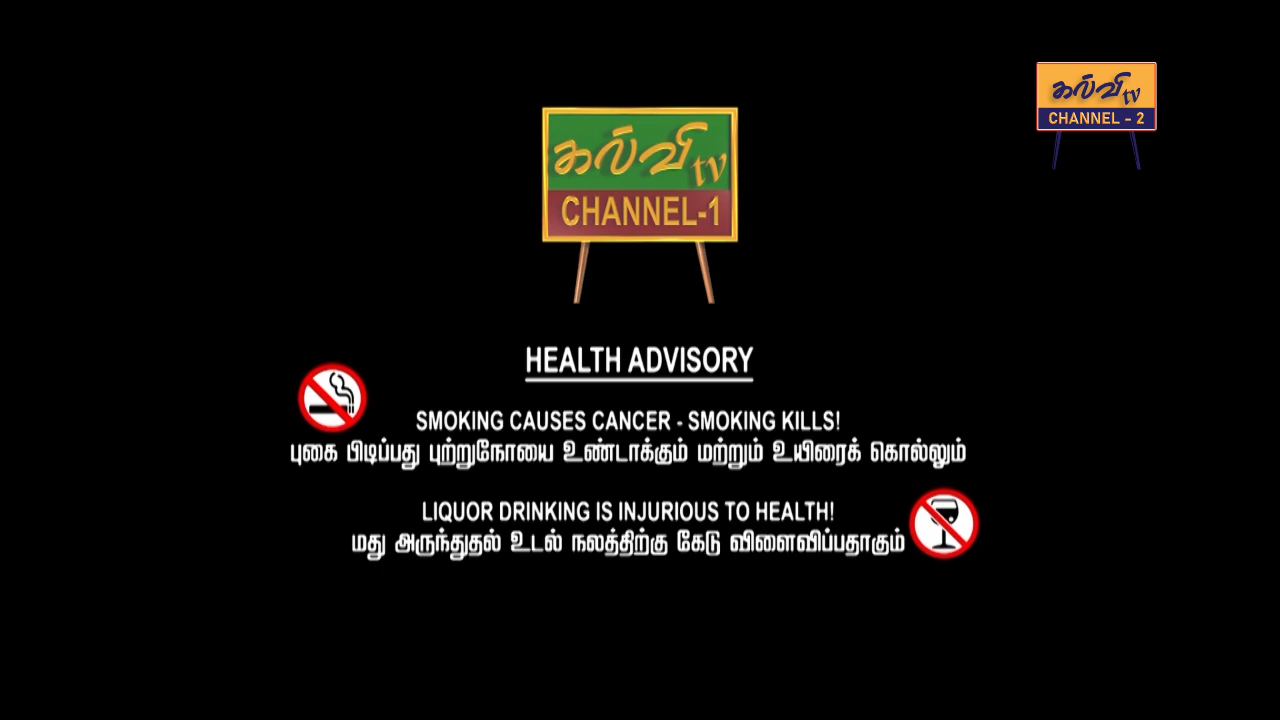 கல்வி tv
CHANNEL - 2
கல்வி tv
CHANNEL-1
HEALTH ADVISORY
SMOKING CAUSES CANCER - SMOKING KILLS!
புகை பிடிப்பது புற்றுநோயை உண்டாக்கும் மற்றும் உயிரைக் கொல்லும்
LIQUOR DRINKING IS INJURIOUS TO HEALTH!
மது அருந்துதல் உடல் நலத்திற்கு கேடு விளைவிப்பதாகும்